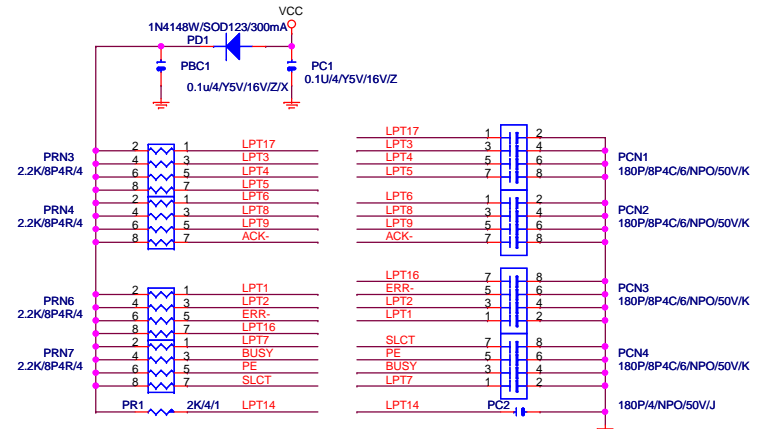 VCC
1N4148W/SOD123/300mA
PD1
PBC1
PC1
0.1u/4/Y5V/16V/Z/X
0.1U/4/Y5V/16V/Z
PRN3
2.2K/8P4R/4
2 1 LPT17
4 3 LPT3
6 5 LPT4
8 7 LPT5
PRN4
2.2K/8P4R/4
2 1 LPT6
4 3 LPT8
6 5 LPT9
8 7 ACK-
LPT17 1 2
LPT3 3 4
LPT4 5 6
LPT5 7 8
PCN1
180P/8P4C/6/NPO/50V/K
LPT6 1 2
LPT8 3 4
LPT9 5 6
ACK- 7 8
PCN2
180P/8P4C/6/NPO/50V/K
PRN6
2.2K/8P4R/4
2 1 LPT1
4 3 LPT2
6 5 ERR-
8 7 LPT16
PRN7
2.2K/8P4R/4
2 1 LPT7
4 3 BUSY
6 5 PE
8 7 SLCT
PR1 2K/4/1 LPT14
LPT16 7 8
ERR- 5 6
LPT2 3 4
LPT1 1 2
PCN3
180P/8P4C/6/NPO/50V/K
SLCT 7 8
PE 5 6
BUSY 3 4
LPT7 1 2
PCN4
180P/8P4C/6/NPO/50V/K
LPT14 PC2 180P/4/NPO/50V/J